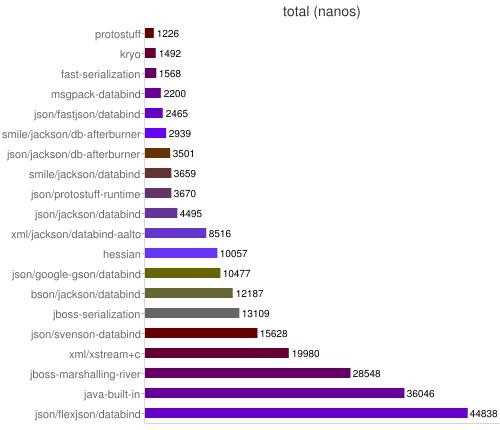 total (nanos)
protostuff 1226
kryo 1492
fast-serialization 1568
msgpack-databind 2200
json/fastjson/databind 2465
smile/jackson/db-afterburner 2939
json/jackson/db-afterburner 3501
smile/jackson/databind 3659
json/protostuff-runtime 3670
json/jackson/databind 4495
xml/jackson/databind-aalto 8516
hessian 10057
json/google-gson/databind 10477
bson/jackson/databind 12187
jboss-serialization 13109
json/svenson-databind 15628
xml/xstream+c 19980
jboss-marshalling-river 28548
java-built-in 36046
json/flexjson/databind 44838